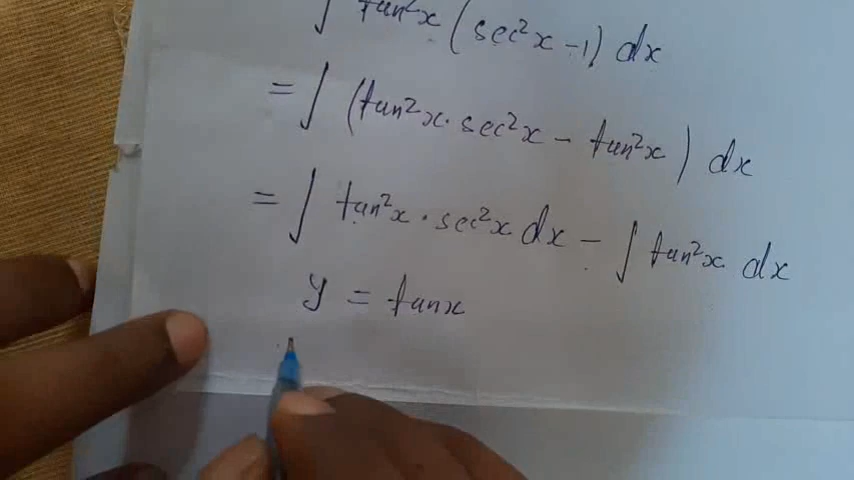 ∫ tan²x (sec²x -1) dx
= ∫ (tan²x · sec²x - tan²x) dx
= ∫ tan²x · sec²x dx - ∫ tan²x dx
y = tanx